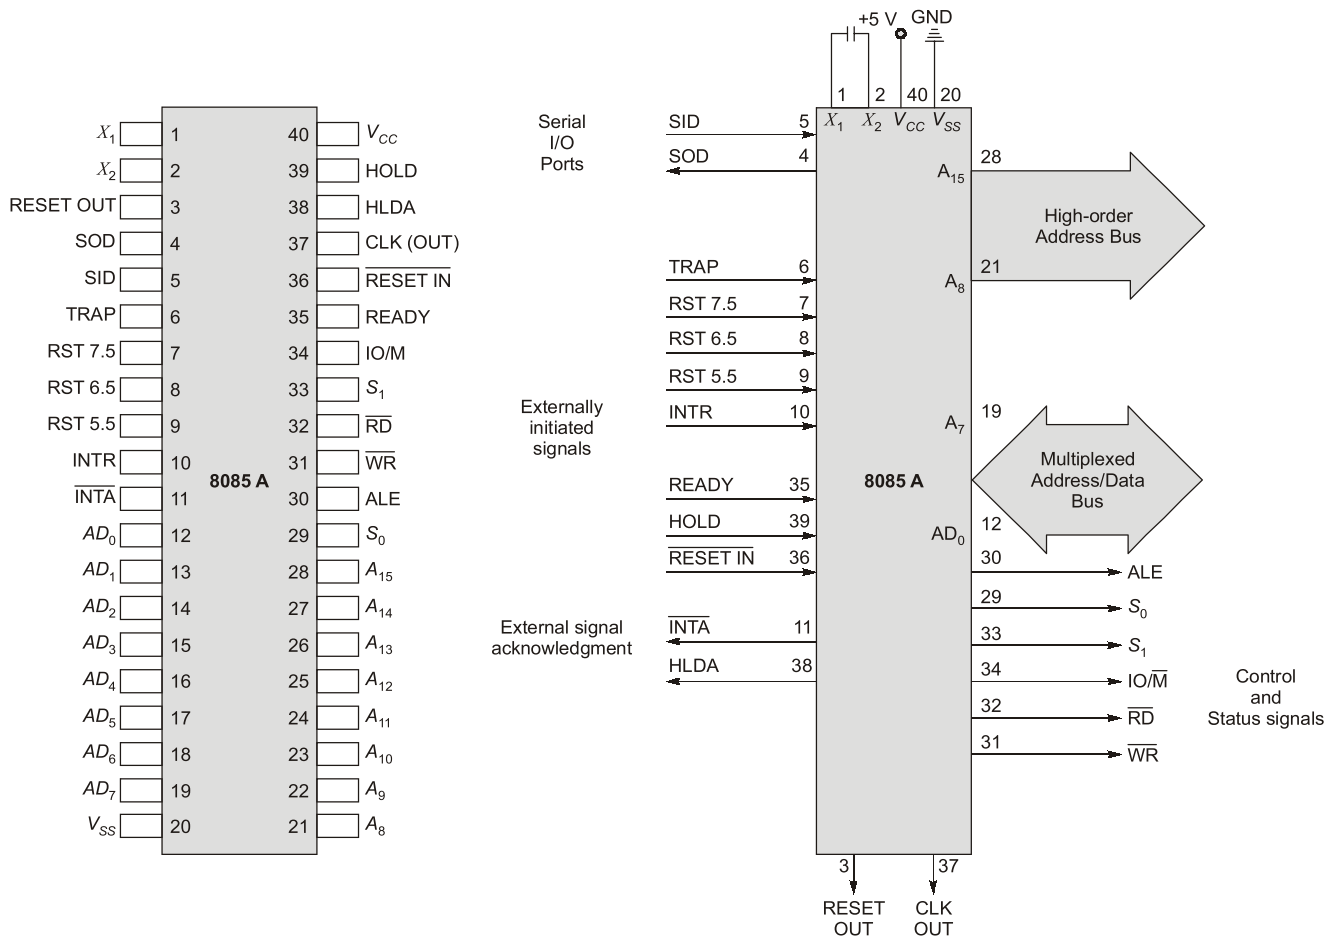 X1 1 40 VCC
X2 2 39 HOLD
RESET OUT 3 38 HLDA
SOD 4 37 CLK (OUT)
SID 5 36 RESET IN
TRAP 6 35 READY
RST 7.5 7 34 IO/M
RST 6.5 8 33 S1
RST 5.5 9 32 RD
INTR 10 31 WR
8085 A
INTA 11 30 ALE
AD0 12 29 S0
AD1 13 28 A15
AD2 14 27 A14
AD3 15 26 A13
AD4 16 25 A12
AD5 17 24 A11
AD6 18 23 A10
AD7 19 22 A9
VSS 20 21 A8
+5 V GND
1 2 40 20
X1 X2 VCC VSS
Serial
I/O
Ports
SID 5
SOD 4
A15 28
High-order
Address Bus
A8 21
TRAP 6
RST 7.5 7
RST 6.5 8
RST 5.5 9
INTR 10
Externally
initiated
signals
READY 35
HOLD 39
RESET IN 36
8085 A
A7 19
Multiplexed
Address/Data
Bus
AD0 12
External signal
acknowledgment
INTA 11
HLDA 38
30 ALE
29 S0
33 S1
34 IO/M̅
32 RD
31 WR
Control
and
Status signals
3 37
RESET
OUT
CLK
OUT